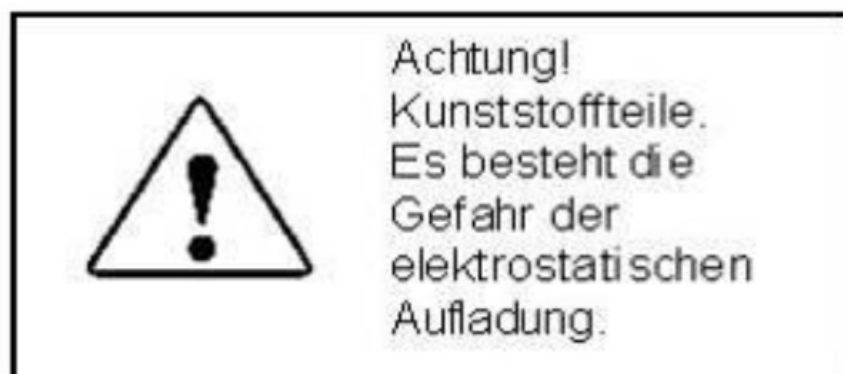 Achtung!
Kunststoffteile.
Es besteht die
Gefahr der
elektrostatischen
Aufladung.